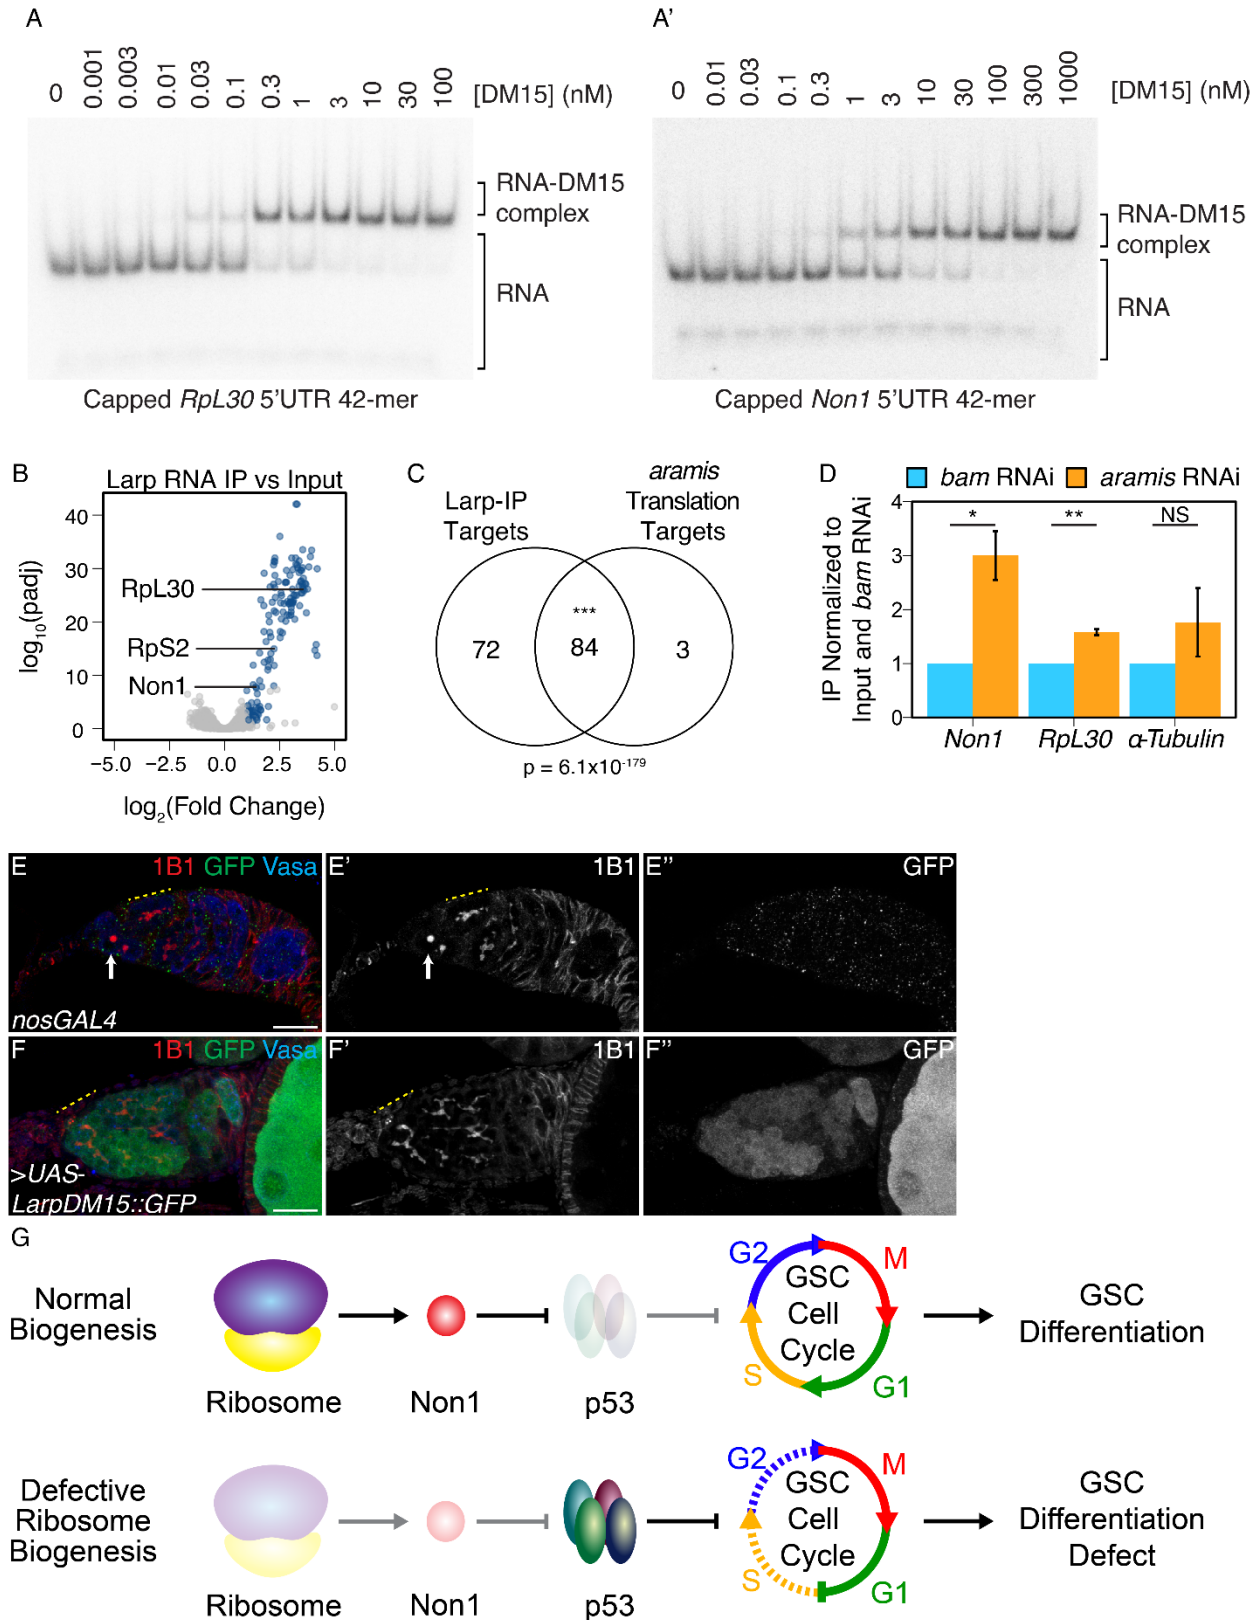 A
0 0.001 0.003 0.01 0.03 0.1 0.3 1 3 10 30 100 [DM15] (nM)
RNA-DM15
complex
RNA
Capped RpL30 5'UTR 42-mer
A'
0 0.01 0.03 0.1 0.3 1 3 10 30 100 300 1000 [DM15] (nM)
RNA-DM15
complex
RNA
Capped Non1 5'UTR 42-mer
B
Larp RNA IP vs Input
log10(padj)
40
30
20
10
0
RpL30
RpS2
Non1
−5.0 −2.5 0.0 2.5 5.0
log2(Fold Change)
C
Larp-IP
Targets
aramis
Translation
Targets
***
72 84 3
p = 6.1x10-179
D
bam RNAi aramis RNAi
IP Normalized to
Input and bam RNAi
4
3
2
1
0
* ** NS
Non1 RpL30 α-Tubulin
E 1B1 GFP Vasa
nosGAL4
E' 1B1
E'' GFP
F 1B1 GFP Vasa
>UAS-
LarpDM15::GFP
F' 1B1
F'' GFP
G
Normal
Biogenesis
Ribosome
Non1
p53
G2 M
GSC
Cell
Cycle
S G1
GSC
Differentiation
Defective
Ribosome
Biogenesis
Ribosome
Non1
p53
G2 M
GSC
Cell
Cycle
S G1
GSC
Differentiation
Defect